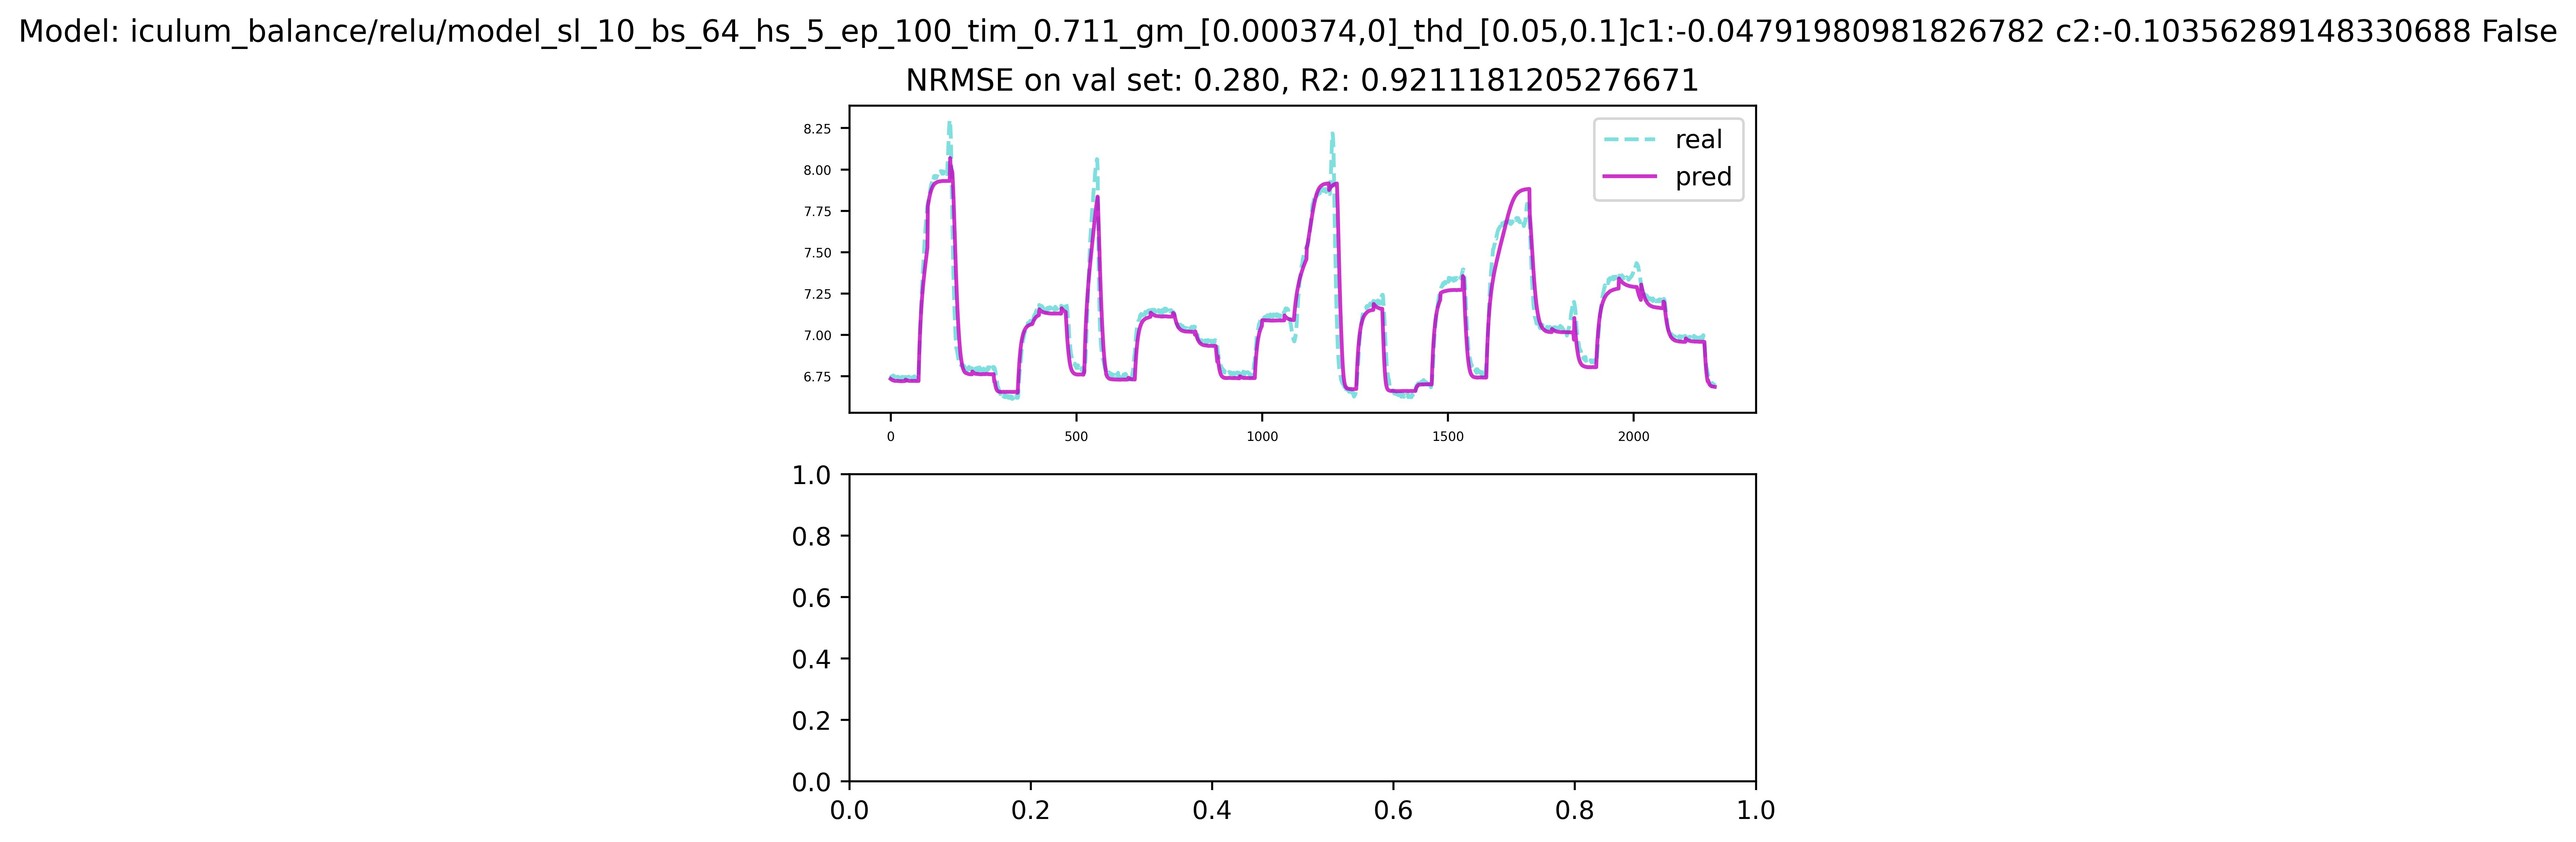 Model: iculum_balance/relu/model_sl_10_bs_64_hs_5_ep_100_tim_0.711_gm_[0.000374,0]_thd_[0.05,0.1]c1:-0.04791980981826782 c2:-0.10356289148330688 False
NRMSE on val set: 0.280, R2: 0.9211181205276671
8.25
8.00
7.75
7.50
7.25
7.00
6.75
real
pred
0 500 1000 1500 2000
1.0
0.8
0.6
0.4
0.2
0.0
0.0 0.2 0.4 0.6 0.8 1.0